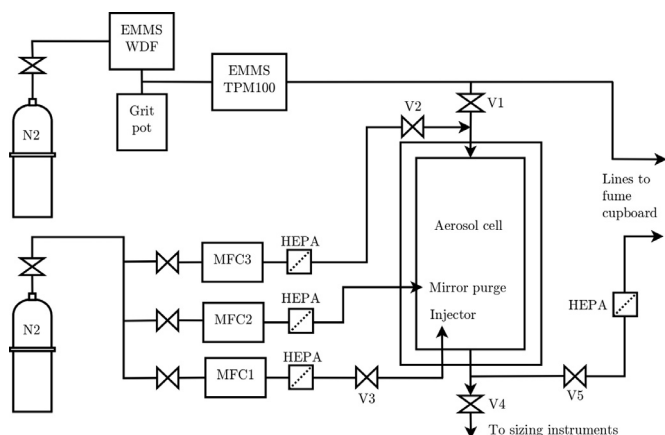 EMMS
WDF
EMMS
TPM100
Grit
pot
N2
V2
V1
Lines to
fume
cupboard
Aerosol cell
HEPA
MFC3
Mirror purge
HEPA
MFC2
Injector
HEPA
N2
HEPA
MFC1
V3
V5
V4
To sizing instruments